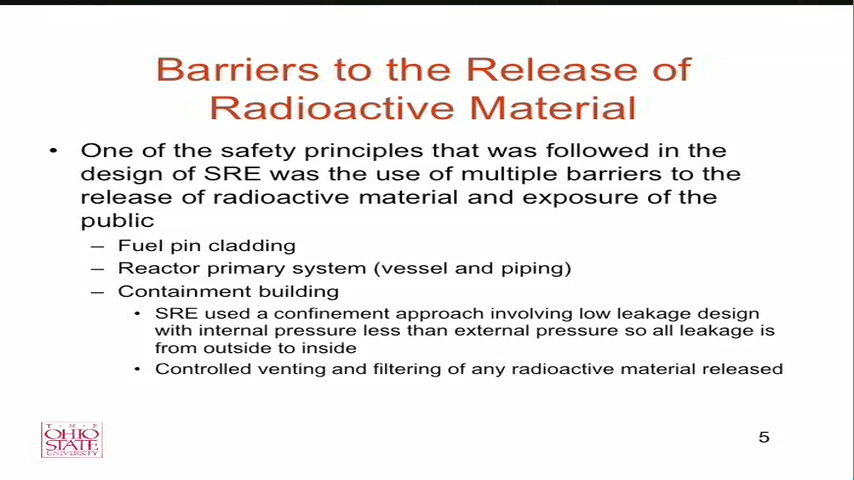 Barriers to the Release of
Radioactive Material
• One of the safety principles that was followed in the
design of SRE was the use of multiple barriers to the
release of radioactive material and exposure of the
public
– Fuel pin cladding
– Reactor primary system (vessel and piping)
– Containment building
• SRE used a confinement approach involving low leakage design
with internal pressure less than external pressure so all leakage is
from outside to inside
• Controlled venting and filtering of any radioactive material released
T · H · E
OHIO
STATE
UNIVERSITY
5